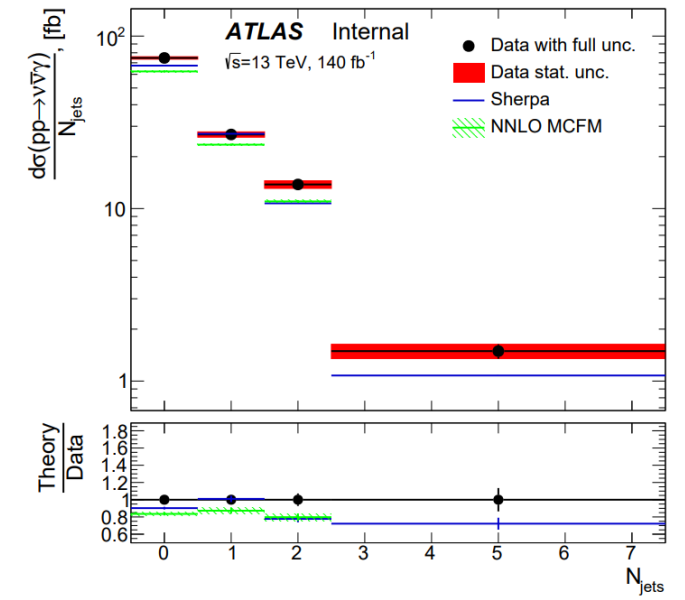 ATLAS Internal
√s=13 TeV, 140 fb⁻¹
Data with full unc.
Data stat. unc.
Sherpa
NNLO MCFM
dσ(pp→νν̅γ)
N_jets, [fb]
10²
10
1
Theory
Data
1.8
1.6
1.4
1.2
1
0.8
0.6
0 1 2 3 4 5 6 7
N_jets